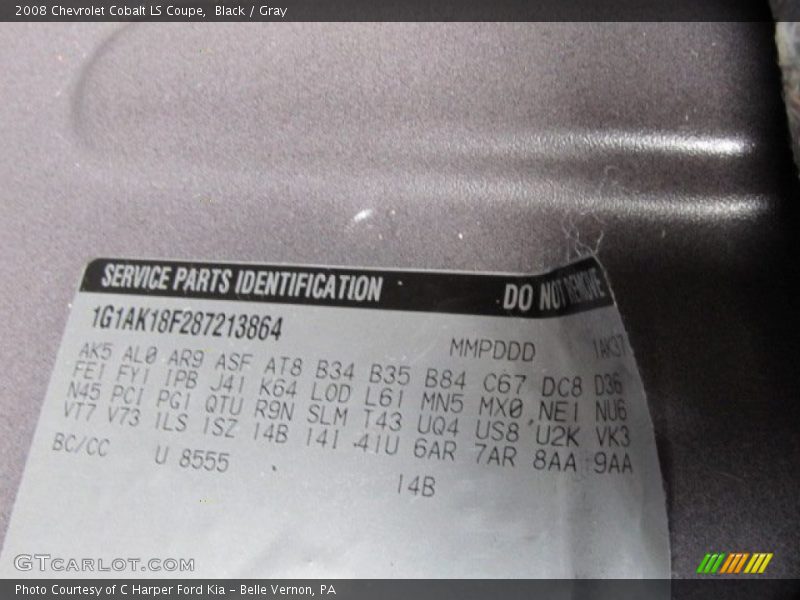 2008 Chevrolet Cobalt LS Coupe,  Black / Gray
SERVICE PARTS IDENTIFICATION DO NOT REMOVE
1G1AK18F287213864
MMPDDD 1AK37
AK5 AL0 AR9 ASF AT8 B34 B35 B84 C67 DC8 D36
FE1 FY1 IPB J41 K64 LOD L61 MN5 MX0 NE1 NU6
N45 PCI PG1 QTU R9N SLM T43 UQ4 US8 U2K VK3
VT7 V73 1LS 1SZ 14B 14I 41U 6AR 7AR 8AA 9AA
BC/CC U 8555
14B
GTCARLOT.COM
Photo Courtesy of C Harper Ford Kia – Belle Vernon, PA